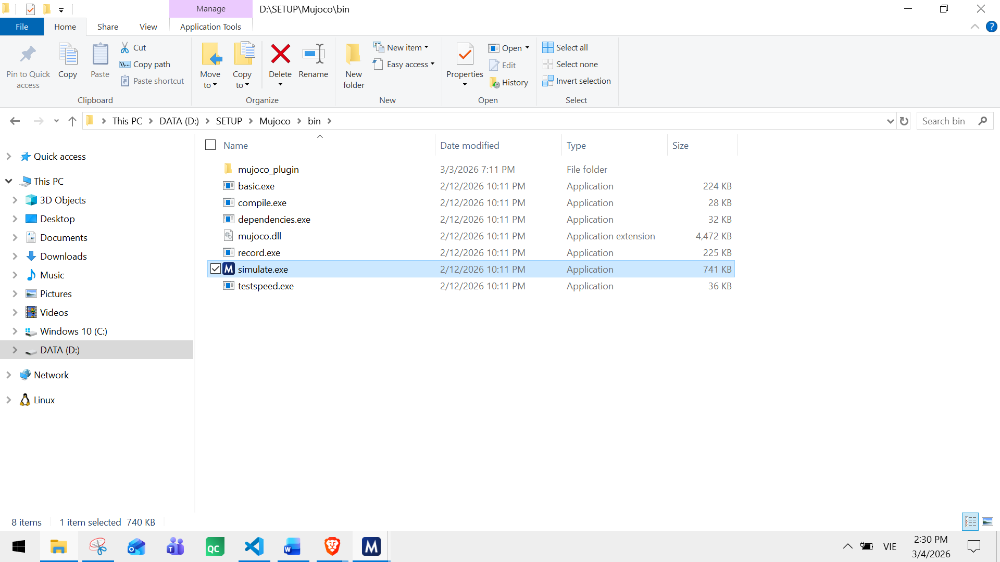 Manage
D:\SETUP\Mujoco\bin
File
Home
Share
View
Application Tools
?
Pin to Quick access
Copy
Paste
Cut
W... Copy path
Paste shortcut
Clipboard
Move to
Copy to
Delete
Rename
Organize
New folder
New item
Easy access
New
Properties
Open
Edit
History
Open
Select all
Select none
Invert selection
Select
This PC
DATA (D:)
SETUP
Mujoco
bin
Search bin
Quick access
This PC
3D Objects
Desktop
Documents
Downloads
Music
Pictures
Videos
Windows 10 (C:)
DATA (D:)
Network
Linux
Name Date modified Type Size
mujoco_plugin 3/3/2026 7:11 PM File folder
basic.exe 2/12/2026 10:11 PM Application 224 KB
compile.exe 2/12/2026 10:11 PM Application 28 KB
dependencies.exe 2/12/2026 10:11 PM Application 32 KB
mujoco.dll 2/12/2026 10:11 PM Application extension 4,472 KB
record.exe 2/12/2026 10:11 PM Application 225 KB
M simulate.exe 2/12/2026 10:11 PM Application 741 KB
testspeed.exe 2/12/2026 10:11 PM Application 36 KB
8 items 1 item selected 740 KB
O
T
QC
W
M
VIE
2:30 PM
3/4/2026